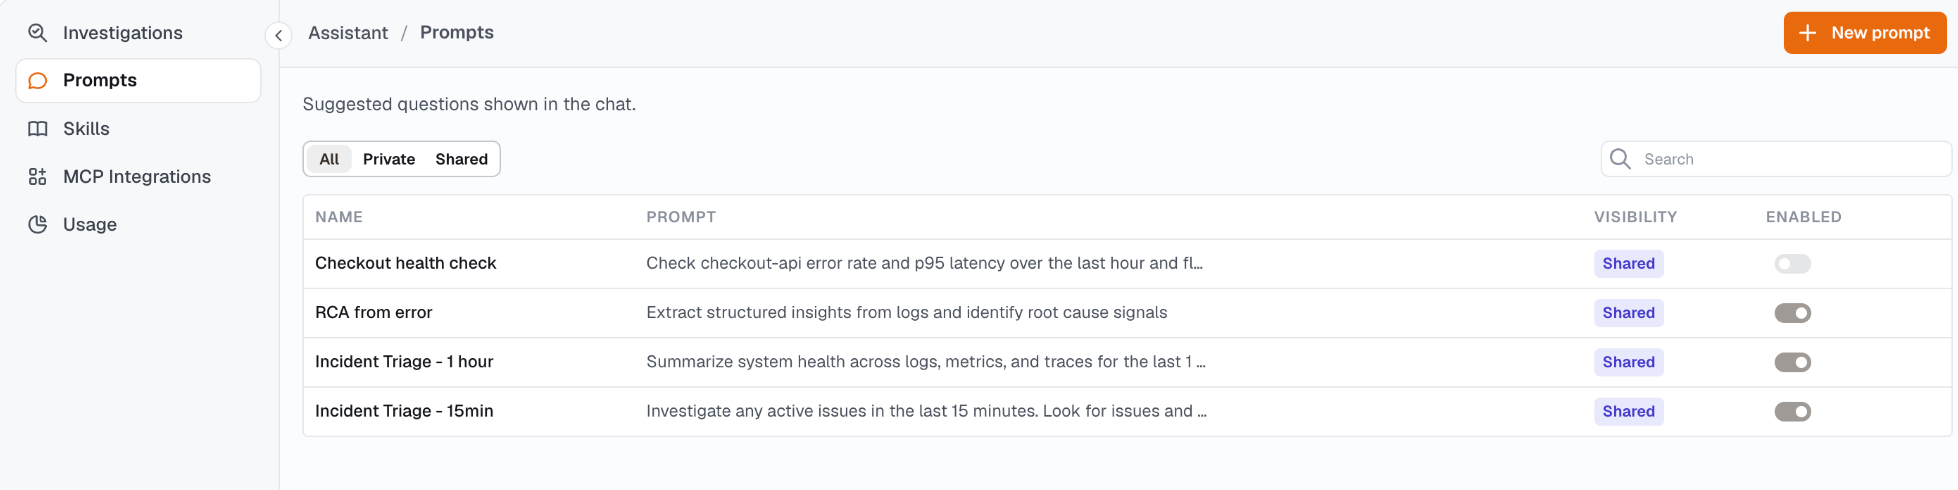 Investigations
Prompts
Skills
MCP Integrations
Usage
Assistant / Prompts
New prompt
Suggested questions shown in the chat.
All Private Shared
Search
NAME PROMPT VISIBILITY ENABLED
Checkout health check Check checkout-api error rate and p95 latency over the last hour and fl... Shared
RCA from error Extract structured insights from logs and identify root cause signals Shared
Incident Triage - 1 hour Summarize system health across logs, metrics, and traces for the last 1 ... Shared
Incident Triage - 15min Investigate any active issues in the last 15 minutes. Look for issues and ... Shared